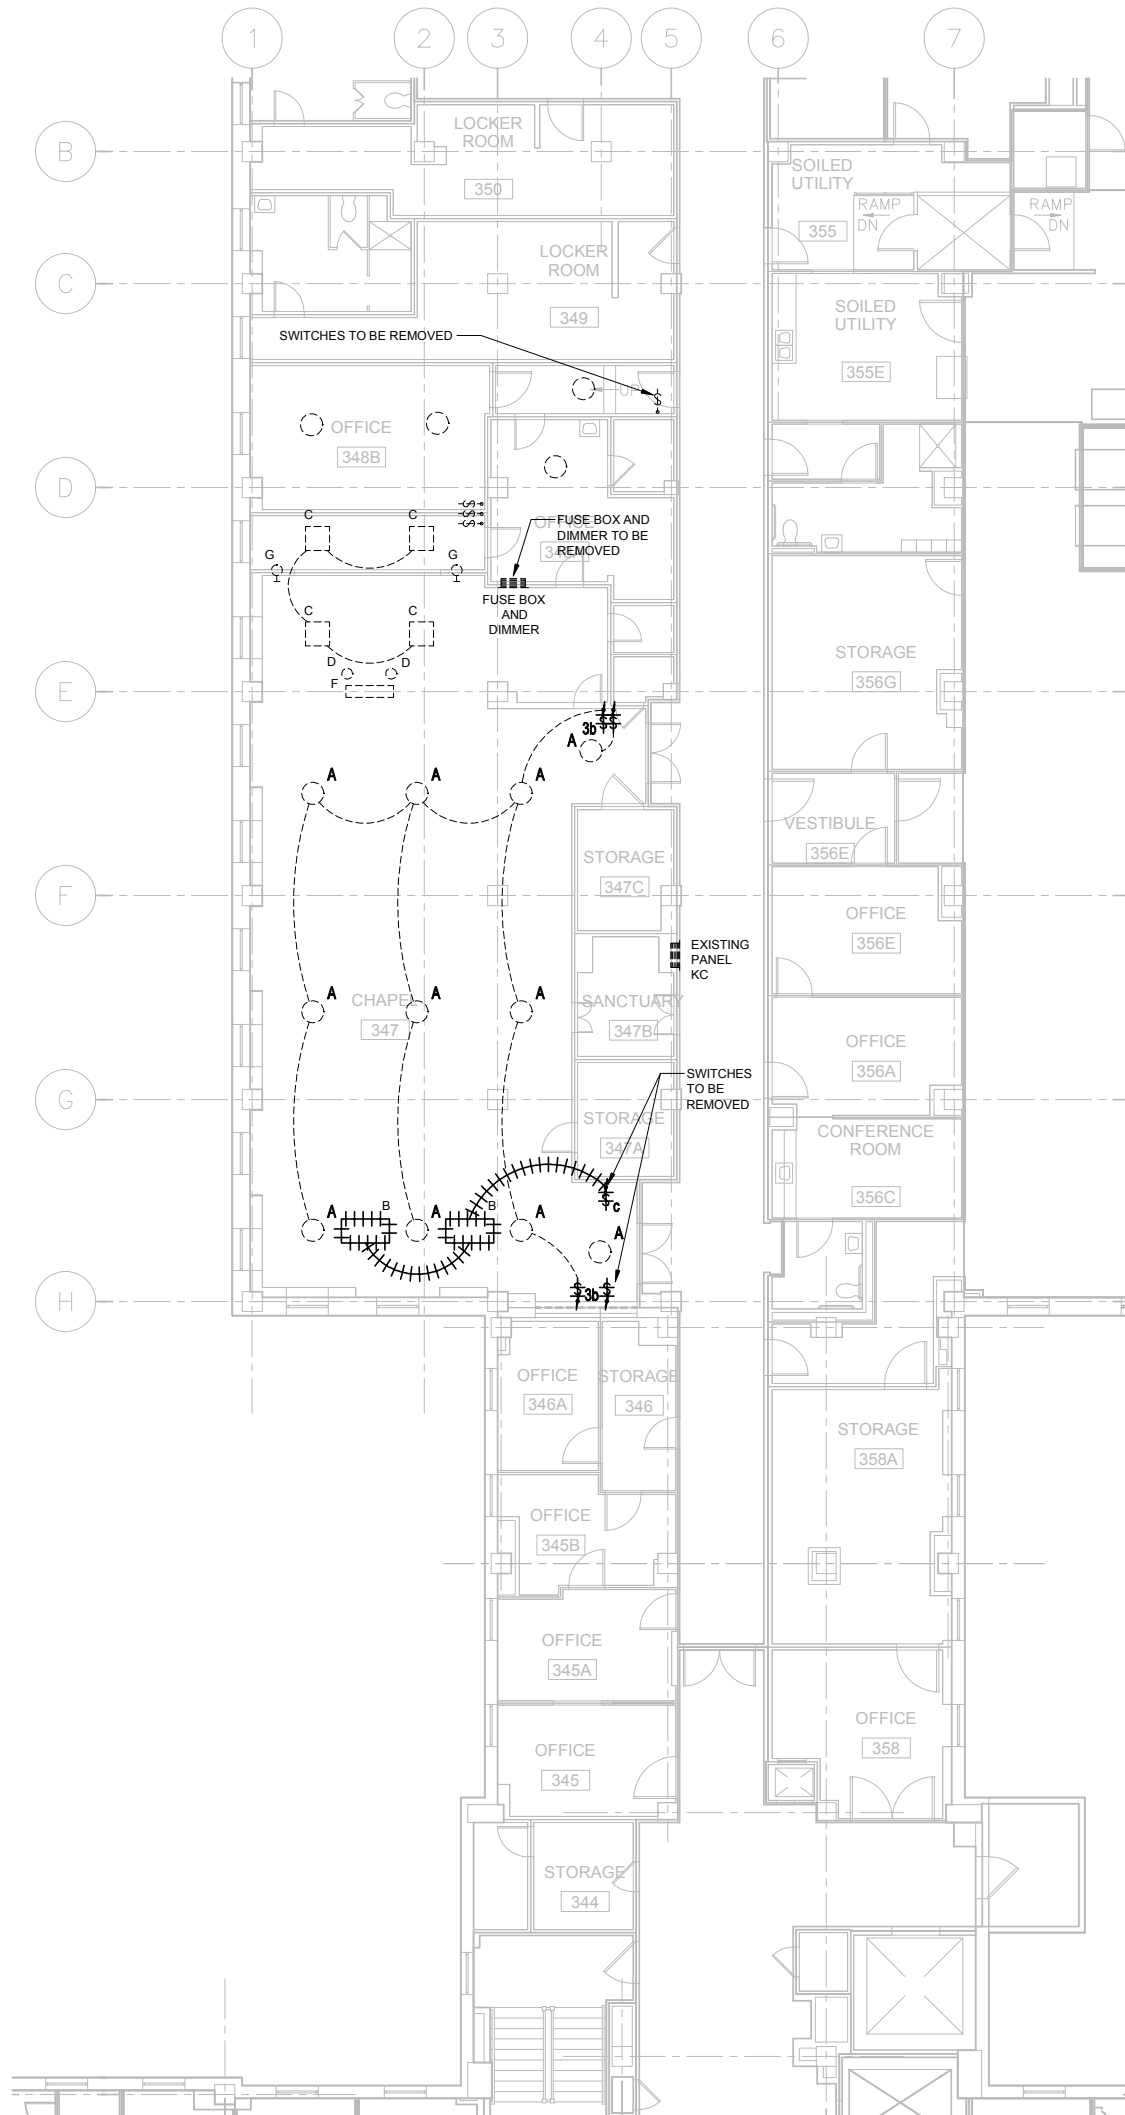 1
2
3
4
5
6
7
B
C
D
E
F
G
H
LOCKER
ROOM
350
SOILED
UTILITY
355
RAMP
DN
RAMP
DN
LOCKER
ROOM
349
SOILED
UTILITY
355E
SWITCHES TO BE REMOVED
UP
$
OFFICE
348B
$
$
$
OFFICE
FUSE BOX AND
DIMMER TO BE
REMOVED
C
C
G
G
FUSE BOX
AND
DIMMER
C
C
D
D
F
STORAGE
356G
3b
$$
A
A
A
A
VESTIBULE
356E
STORAGE
347C
OFFICE
356E
EXISTING
PANEL
KC
A
A
A
CHAPEL
347
SANCTUARY
347B
OFFICE
356A
SWITCHES
TO BE
REMOVED
STORAGE
347A
CONFERENCE
ROOM
356C
$
c
A
B
A
B
A
A
$
3b
$
OFFICE
346A
STORAGE
346
STORAGE
358A
OFFICE
345B
OFFICE
345A
OFFICE
358
OFFICE
345
STORAGE
344